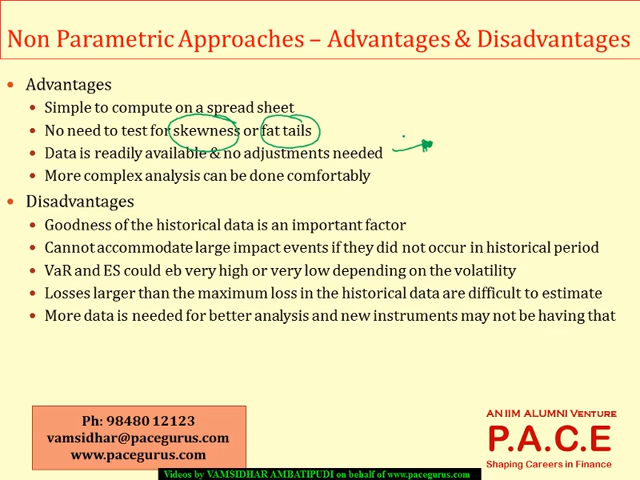 Non Parametric Approaches – Advantages & Disadvantages
Advantages
Simple to compute on a spread sheet
No need to test for skewness or fat tails
Data is readily available & no adjustments needed
More complex analysis can be done comfortably
Disadvantages
Goodness of the historical data is an important factor
Cannot accommodate large impact events if they did not occur in historical period
VaR and ES could eb very high or very low depending on the volatility
Losses larger than the maximum loss in the historical data are difficult to estimate
More data is needed for better analysis and new instruments may not be having that
Ph: 98480 12123
vamsidhar@pacegurus.com
www.pacegurus.com
AN IIM ALUMNI VENTURE
P.A.C.E
Shaping Careers in Finance
Videos by VAMSIDHAR AMBATIPUDI on behalf of www.pacegurus.com